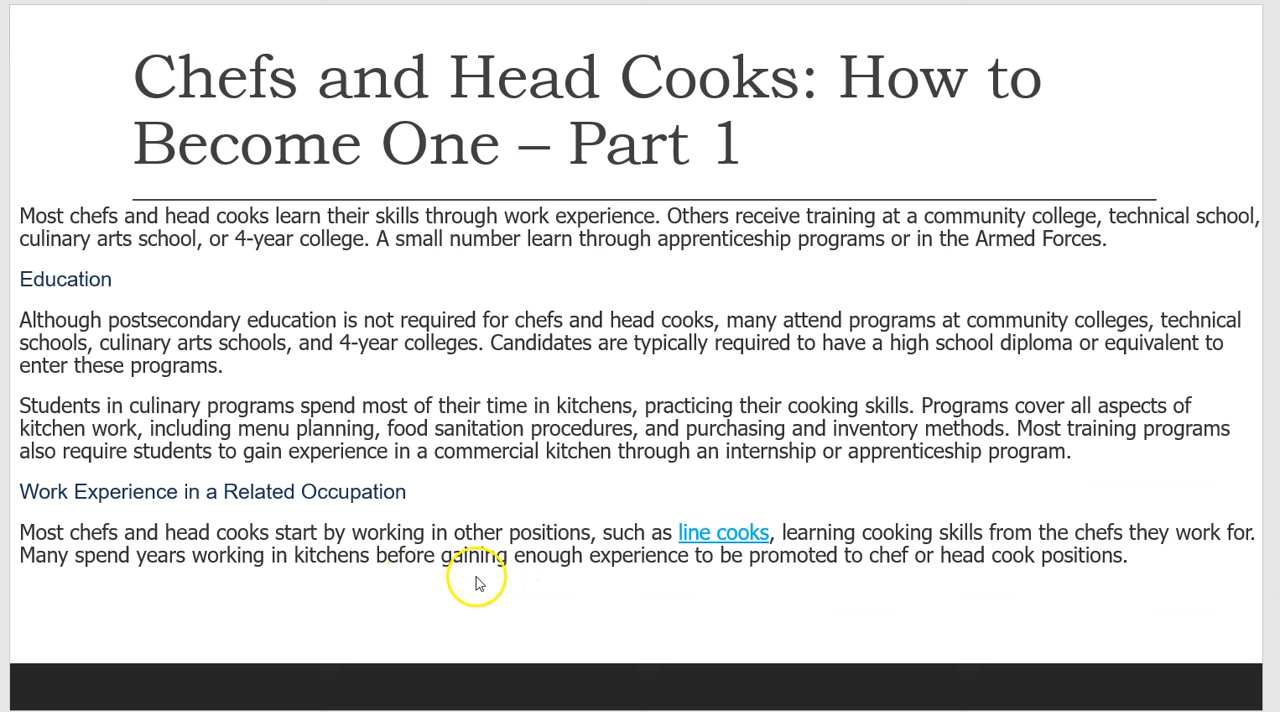 Chefs and Head Cooks: How to
Become One – Part 1
Most chefs and head cooks learn their skills through work experience. Others receive training at a community college, technical school,
culinary arts school, or 4-year college. A small number learn through apprenticeship programs or in the Armed Forces.
Education
Although postsecondary education is not required for chefs and head cooks, many attend programs at community colleges, technical
schools, culinary arts schools, and 4-year colleges. Candidates are typically required to have a high school diploma or equivalent to
enter these programs.
Students in culinary programs spend most of their time in kitchens, practicing their cooking skills. Programs cover all aspects of
kitchen work, including menu planning, food sanitation procedures, and purchasing and inventory methods. Most training programs
also require students to gain experience in a commercial kitchen through an internship or apprenticeship program.
Work Experience in a Related Occupation
Most chefs and head cooks start by working in other positions, such as line cooks, learning cooking skills from the chefs they work for.
Many spend years working in kitchens before gaining enough experience to be promoted to chef or head cook positions.